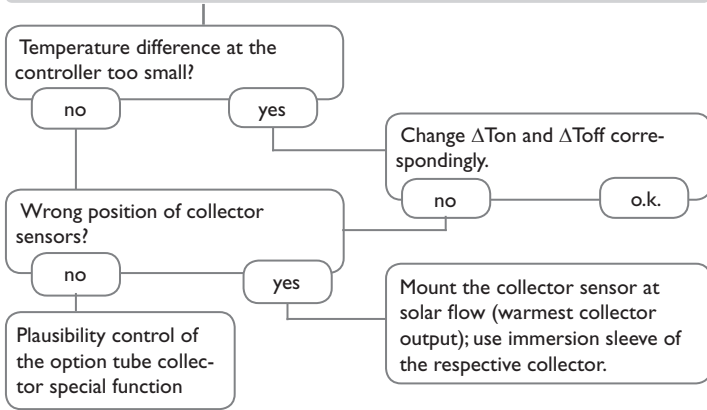 Temperature difference at the
controller too small?
no
yes
Change ΔTon and ΔToff corre-
spondingly.
no
o.k.
Wrong position of collector
sensors?
no
yes
Mount the collector sensor at
solar flow (warmest collector
output); use immersion sleeve of
the respective collector.
Plausibility control of
the option tube collec-
tor special function